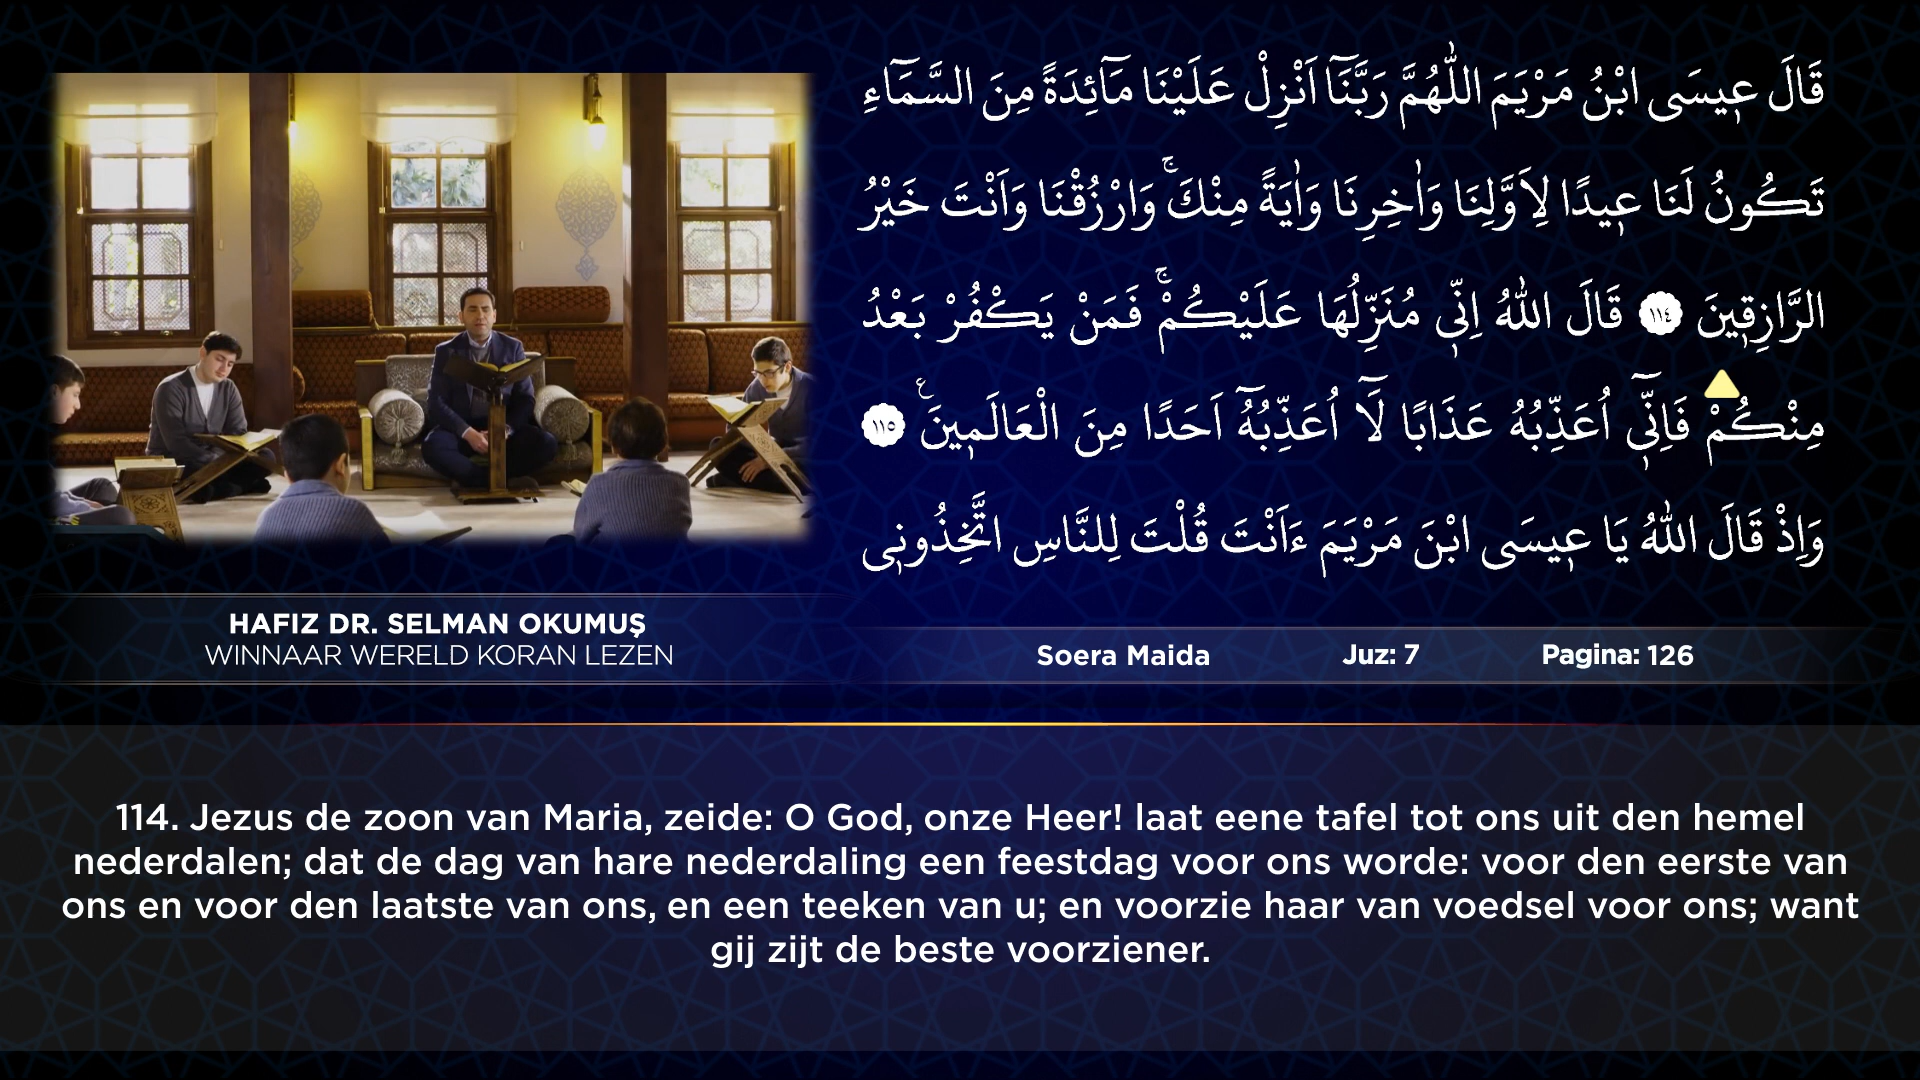 قَالَ عٖيسَى ابْنُ مَرْيَمَ اللّٰهُمَّ رَبَّنَٓا اَنْزِلْ عَلَيْنَا مَٓائِدَةً مِنَ السَّمَٓاءِ
تَكُونُ لَنَا عٖيدًا لِاَوَّلِنَا وَاٰخِرِنَا وَاٰيَةً مِنْكَۚ وَارْزُقْنَا وَاَنْتَ خَيْرُ
الرَّازِقٖينَ ١١٤ قَالَ اللّٰهُ اِنّٖى مُنَزِّلُهَا عَلَيْكُمْۚ فَمَنْ يَكْفُرْ بَعْدُ
مِنْكُمْ فَاِنّٖٓى اُعَذِّبُهُ عَذَابًا لَٓا اُعَذِّبُهُٓ اَحَدًا مِنَ الْعَالَمٖينَࣖ ١١٥
وَاِذْ قَالَ اللّٰهُ يَا عٖيسَى ابْنَ مَرْيَمَ ءَاَنْتَ قُلْتَ لِلنَّاسِ اتَّخِذُونٖى
HAFIZ DR. SELMAN OKUMUŞ
WINNAAR WERELD KORAN LEZEN
Soera Maida Juz: 7 Pagina: 126
114. Jezus de zoon van Maria, zeide: O God, onze Heer! laat eene tafel tot ons uit den hemel
nederdalen; dat de dag van hare nederdaling een feestdag voor ons worde: voor den eerste van
ons en voor den laatste van ons, en een teeken van u; en voorzie haar van voedsel voor ons; want
gij zijt de beste voorziener.